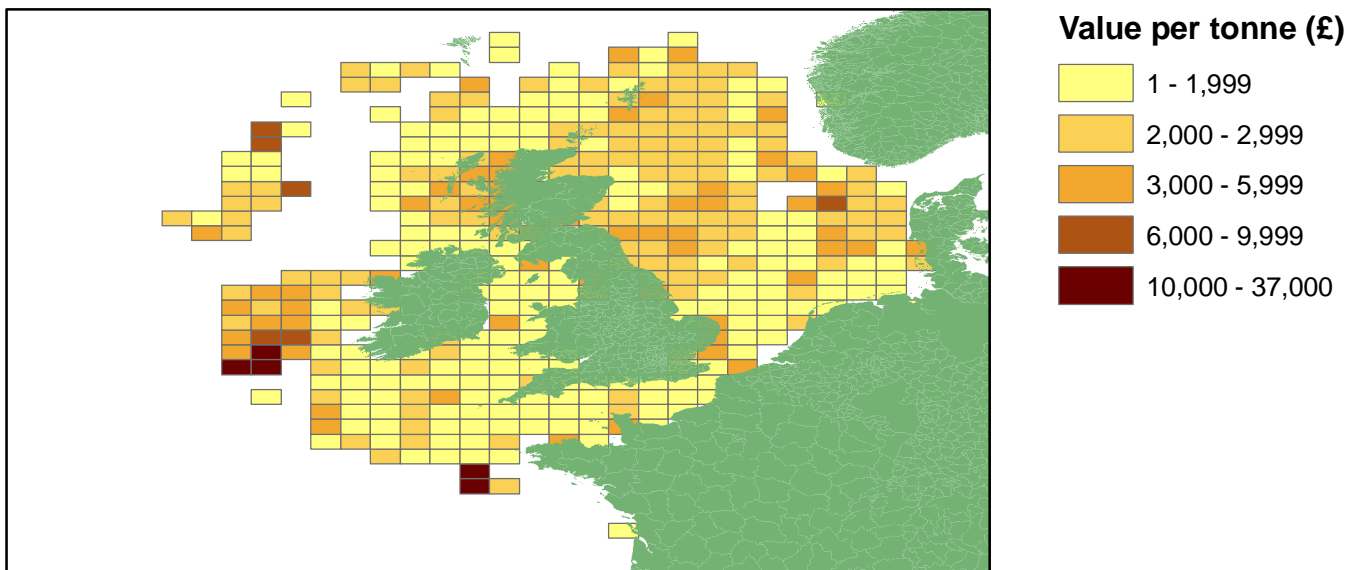 Value per tonne (£)
1 - 1,999
2,000 - 2,999
3,000 - 5,999
6,000 - 9,999
10,000 - 37,000